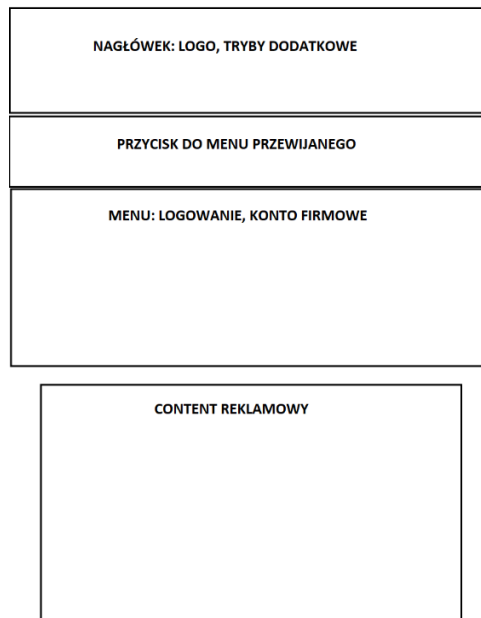 NAGŁÓWEK: LOGO, TRYBY DODATKOWE
PRZYCISK DO MENU PRZEWIJANEGO
MENU: LOGOWANIE, KONTO FIRMOWE
CONTENT REKLAMOWY